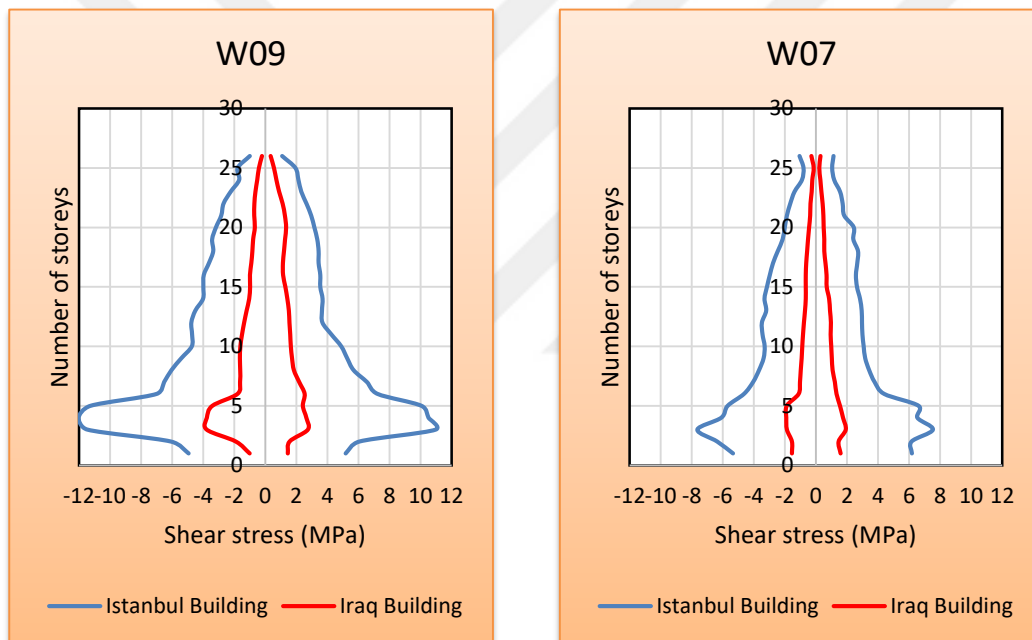 W09
30
25
20
15
10
5
0
-12 -10 -8 -6 -4 -2 0 2 4 6 8 10 12
Number of storeys
Shear stress (MPa)
Istanbul Building Iraq Building
W07
30
25
20
15
10
5
0
-12 -10 -8 -6 -4 -2 0 2 4 6 8 10 12
Number of storeys
Shear stress (MPa)
Istanbul Building Iraq Building